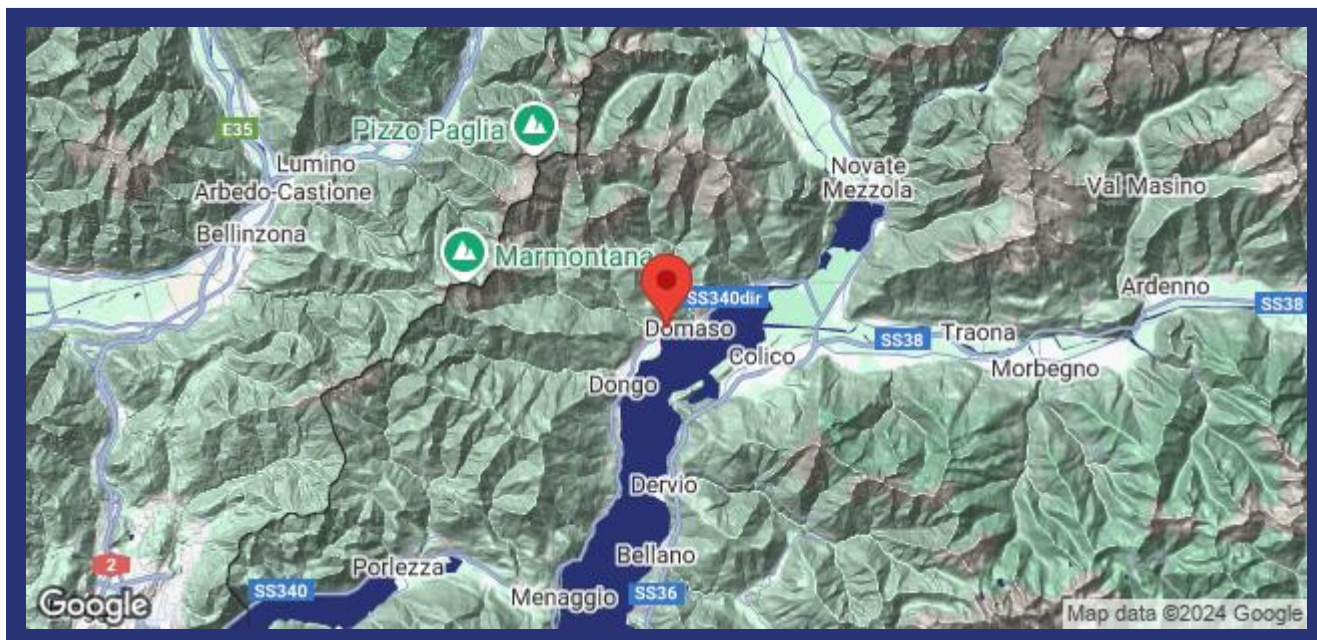 E35
Pizzo Paglia
Lumino
Arbedo-Castione
Novate
Mezzola
Val Masino
Bellinzona
Marmontana
SS340dir
Ardenno
SS38
Domaso
SS38
Traona
Colico
Morbegno
Dongo
Dervio
Bellano
2
Porlezza
SS340
Menaggio
SS36
Google
Map data ©2024 Google